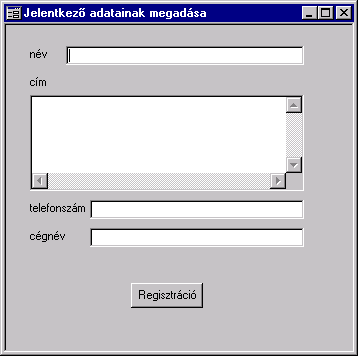 Jelentkező adatainak megadása
név
cím
telefonszám
cégnév
Regisztráció